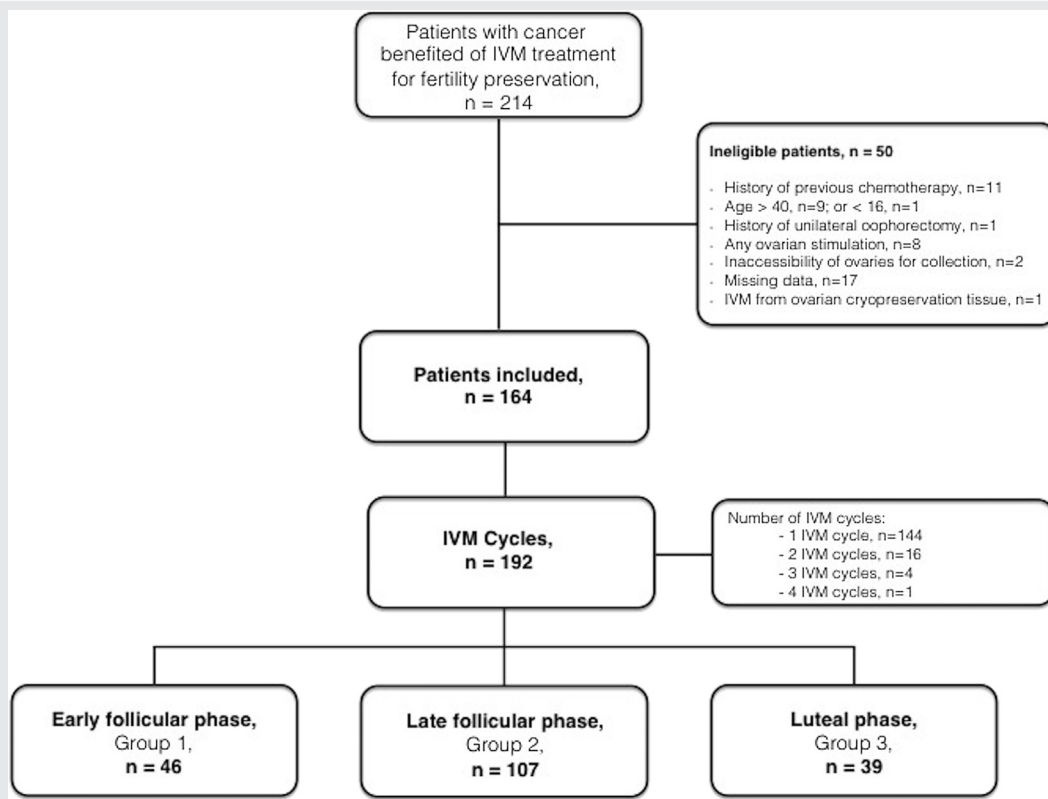 Patients with cancer
benefited of IVM treatment
for fertility preservation,
n = 214
Ineligible patients, n = 50
· History of previous chemotherapy, n=11
· Age > 40, n=9; or < 16, n=1
· History of unilateral oophorectomy, n=1
· Any ovarian stimulation, n=8
· Inaccessibility of ovaries for collection, n=2
· Missing data, n=17
· IVM from ovarian cryopreservation tissue, n=1
Patients included,
n = 164
IVM Cycles,
n = 192
Number of IVM cycles:
- 1 IVM cycle, n=144
- 2 IVM cycles, n=16
- 3 IVM cycles, n=4
- 4 IVM cycles, n=1
Early follicular phase,
Group 1,
n = 46
Late follicular phase,
Group 2,
n = 107
Luteal phase,
Group 3,
n = 39